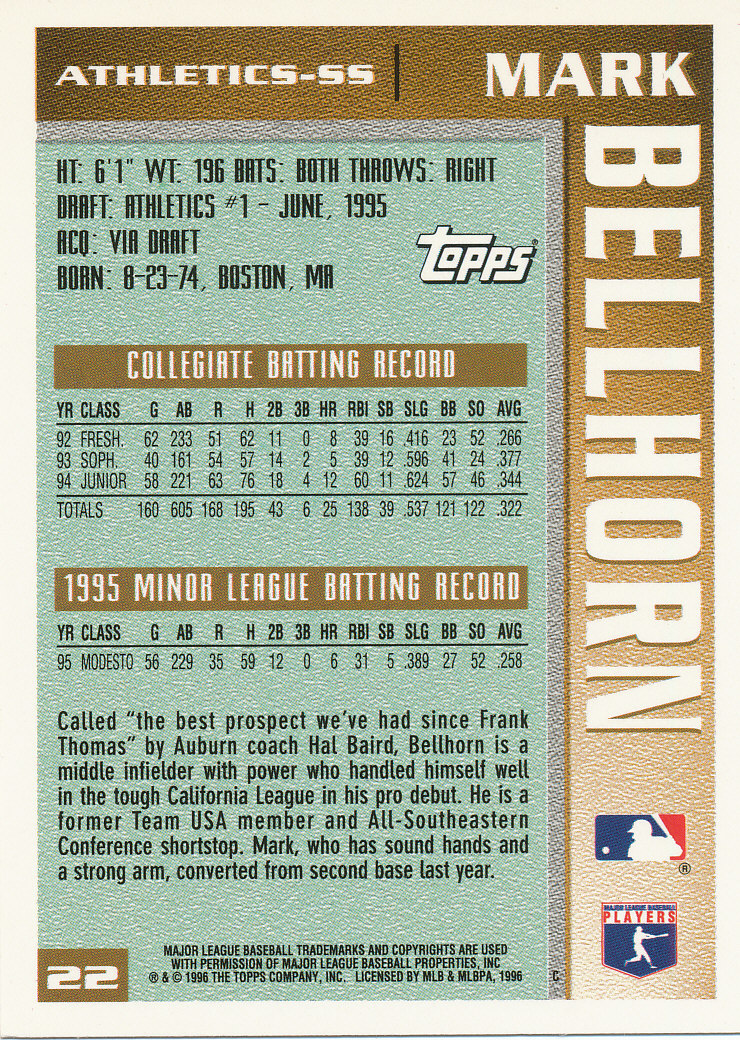 ATHLETICS-SS
MARK
BELLHORN
HT: 6'1" WT: 196 BATS: BOTH THROWS: RIGHT
DRAFT: ATHLETICS #1 - JUNE, 1995
ACQ: VIA DRAFT
BORN: 8-23-74, BOSTON, MA
TOPPS®
COLLEGIATE BATTING RECORD
YR CLASS G AB R H 2B 3B HR RBI SB SLG BB SO AVG
92 FRESH. 62 233 51 62 11 0 8 39 16 .416 23 52 .266
93 SOPH. 40 161 54 57 14 2 5 39 12 .596 41 24 .377
94 JUNIOR 58 221 63 76 18 4 12 60 11 .624 57 46 .344
TOTALS 160 605 168 195 43 6 25 138 39 .537 121 122 .322
1995 MINOR LEAGUE BATTING RECORD
YR CLASS G AB R H 2B 3B HR RBI SB SLG BB SO AVG
95 MODESTO 56 229 35 59 12 0 6 31 5 .389 27 52 .258
Called “the best prospect we've had since Frank
Thomas” by Auburn coach Hal Baird, Bellhorn is a
middle infielder with power who handled himself well
in the tough California League in his pro debut. He is a
former Team USA member and All-Southeastern
Conference shortstop. Mark, who has sound hands and
a strong arm, converted from second base last year.
®
MAJOR LEAGUE BASEBALL
PLAYERS
22
MAJOR LEAGUE BASEBALL TRADEMARKS AND COPYRIGHTS ARE USED
WITH PERMISSION OF MAJOR LEAGUE BASEBALL PROPERTIES, INC
® & © 1996 THE TOPPS COMPANY, INC. LICENSED BY MLB & MLBPA, 1996
C